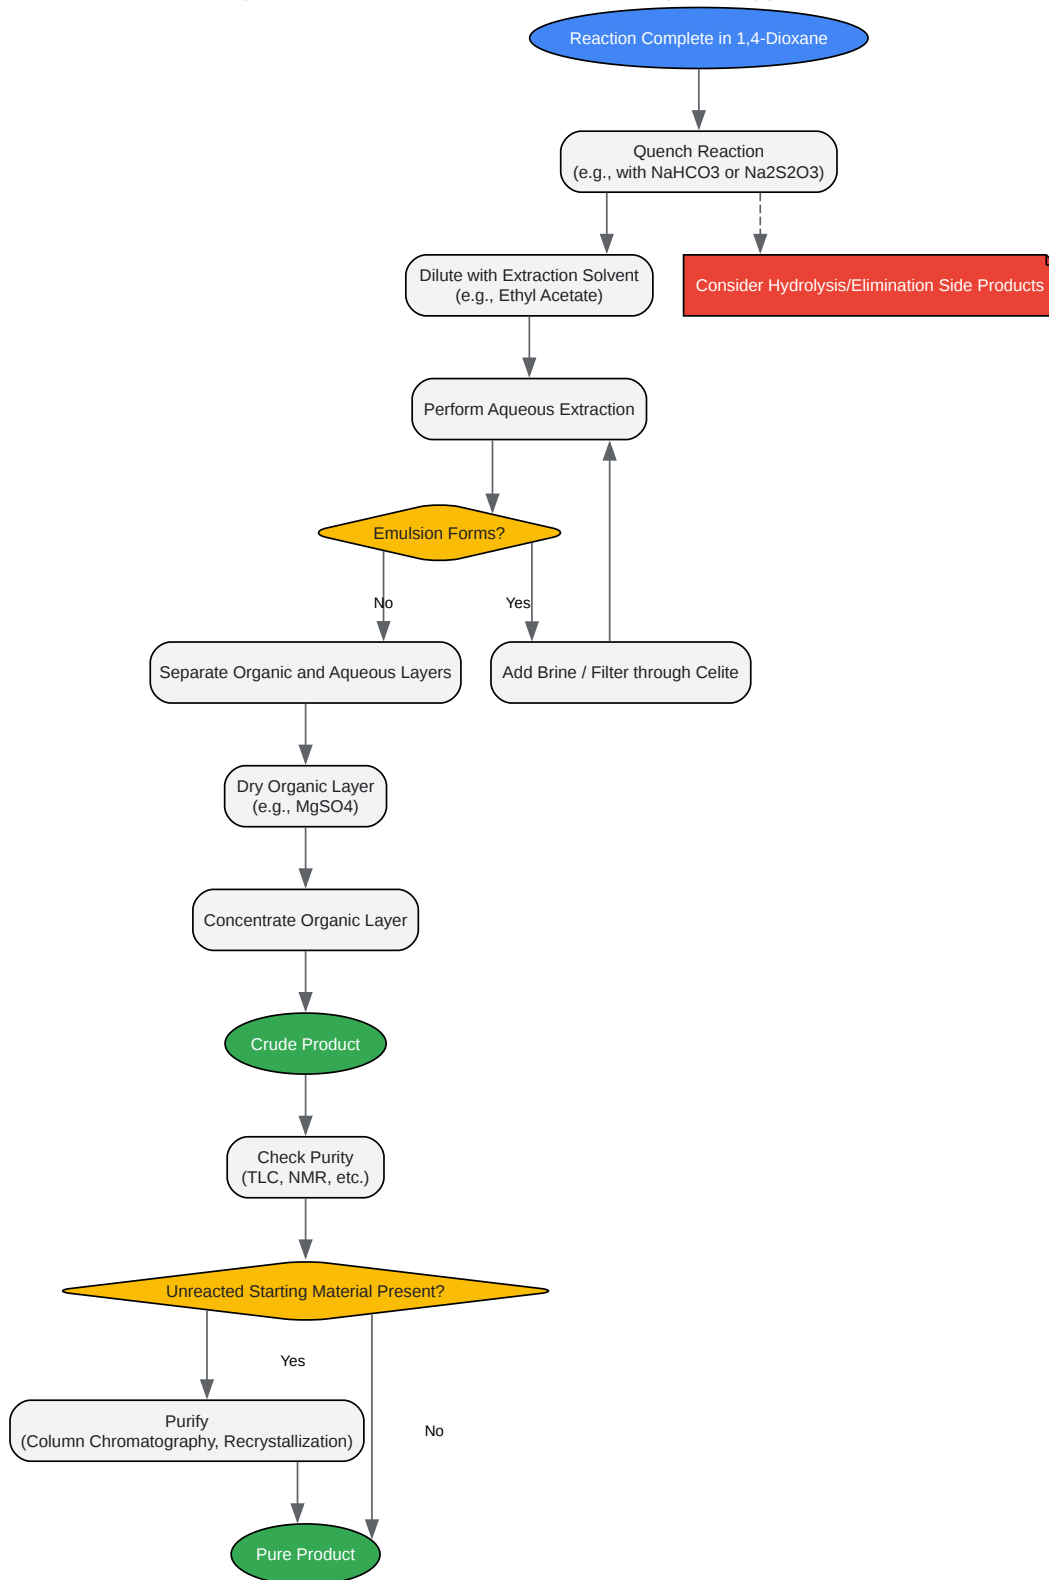 Reaction Complete in 1,4-Dioxane
Quench Reaction
(e.g., with NaHCO3 or Na2S2O3)
Dilute with Extraction Solvent
(e.g., Ethyl Acetate)
Consider Hydrolysis/Elimination Side Products
Perform Aqueous Extraction
Emulsion Forms?
No
Yes
Separate Organic and Aqueous Layers
Add Brine / Filter through Celite
Dry Organic Layer
(e.g., MgSO4)
Concentrate Organic Layer
Crude Product
Check Purity
(TLC, NMR, etc.)
Unreacted Starting Material Present?
Yes
Purify
(Column Chromatography, Recrystallization)
No
Pure Product